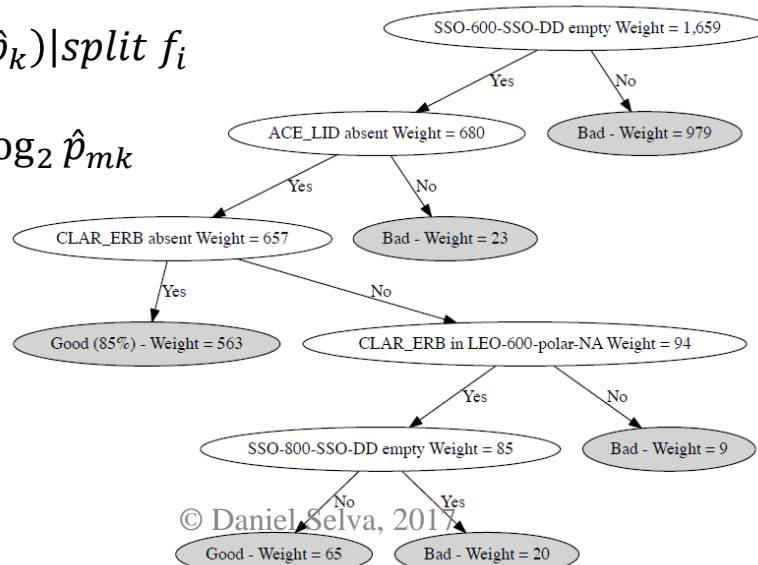 p̂ₖ)|split fᵢ
SSO-600-SSO-DD empty Weight = 1,659
Yes
No
ACE_LID absent Weight = 680
Bad - Weight = 979
log₂ p̂ₘₖ
Yes
No
CLAR_ERB absent Weight = 657
Bad - Weight = 23
Yes
No
Good (85%) - Weight = 563
CLAR_ERB in LEO-600-polar-NA Weight = 94
Yes
No
SSO-800-SSO-DD empty Weight = 85
Bad - Weight = 9
No
Yes
© Daniel Selva, 2017
Good - Weight = 65
Bad - Weight = 20